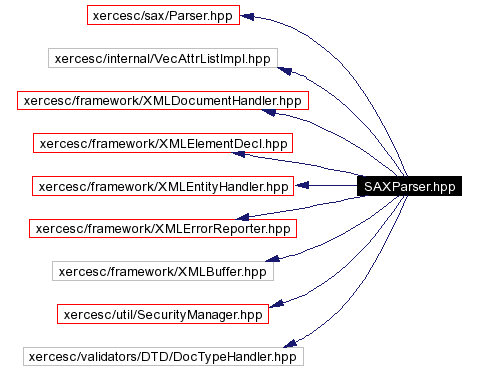 xercesc/sax/Parser.hpp
xercesc/internal/VecAttrListImpl.hpp
xercesc/framework/XMLDocumentHandler.hpp
xercesc/framework/XMLElementDecl.hpp
xercesc/framework/XMLEntityHandler.hpp
SAXParser.hpp
xercesc/framework/XMLErrorReporter.hpp
xercesc/framework/XMLBuffer.hpp
xercesc/util/SecurityManager.hpp
xercesc/validators/DTD/DocTypeHandler.hpp